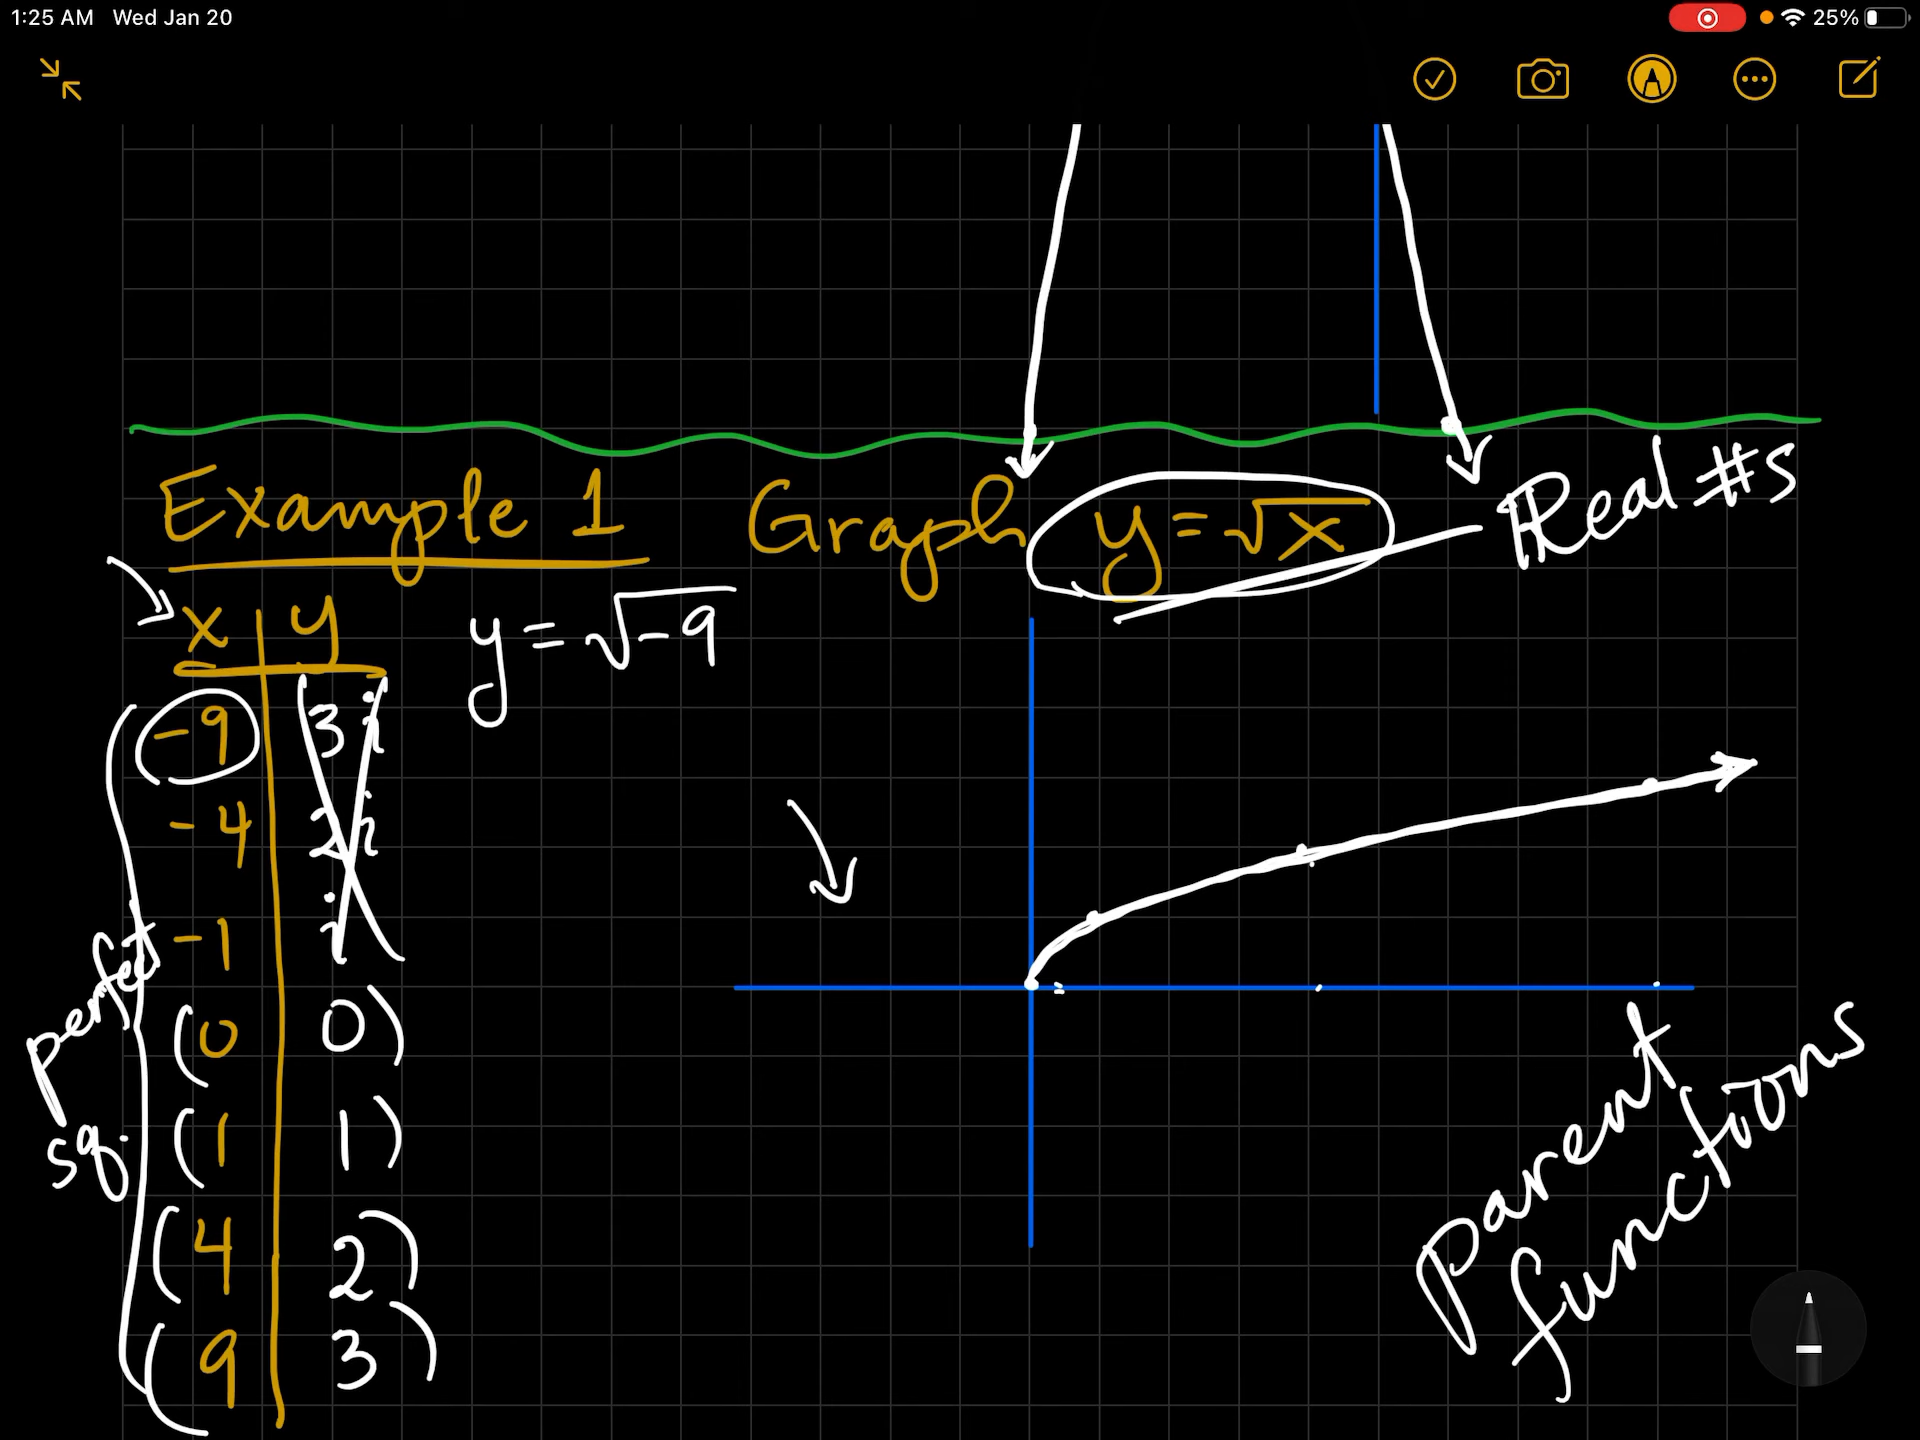 1:25 AM Wed Jan 20
25%
Example 1 Graph y = √x Real #s
x y y = √-9
-9 3i
-4 2i
-1 i
perfect sq.
(0 0)
(1 1)
(4 2)
(9 3)
Parent
functions